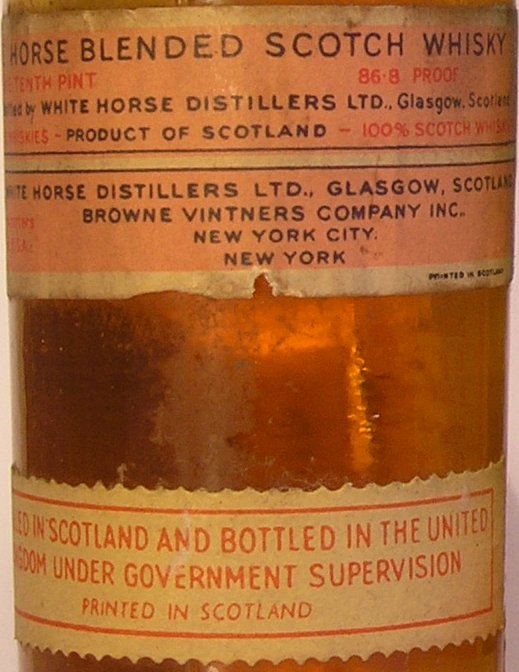 HORSE BLENDED SCOTCH WHISKY
TENTH PINT 86·8 PROOF
by WHITE HORSE DISTILLERS LTD., Glasgow, Scotland
– PRODUCT OF SCOTLAND – 100% SCOTCH WHISK
HORSE DISTILLERS LTD., GLASGOW, SCOTLAND
BROWNE VINTNERS COMPANY INC.
NEW YORK CITY.
NEW YORK
PRINTED IN SCOTLAND
ED IN SCOTLAND AND BOTTLED IN THE UNITED
GDOM UNDER GOVERNMENT SUPERVISION
PRINTED IN SCOTLAND